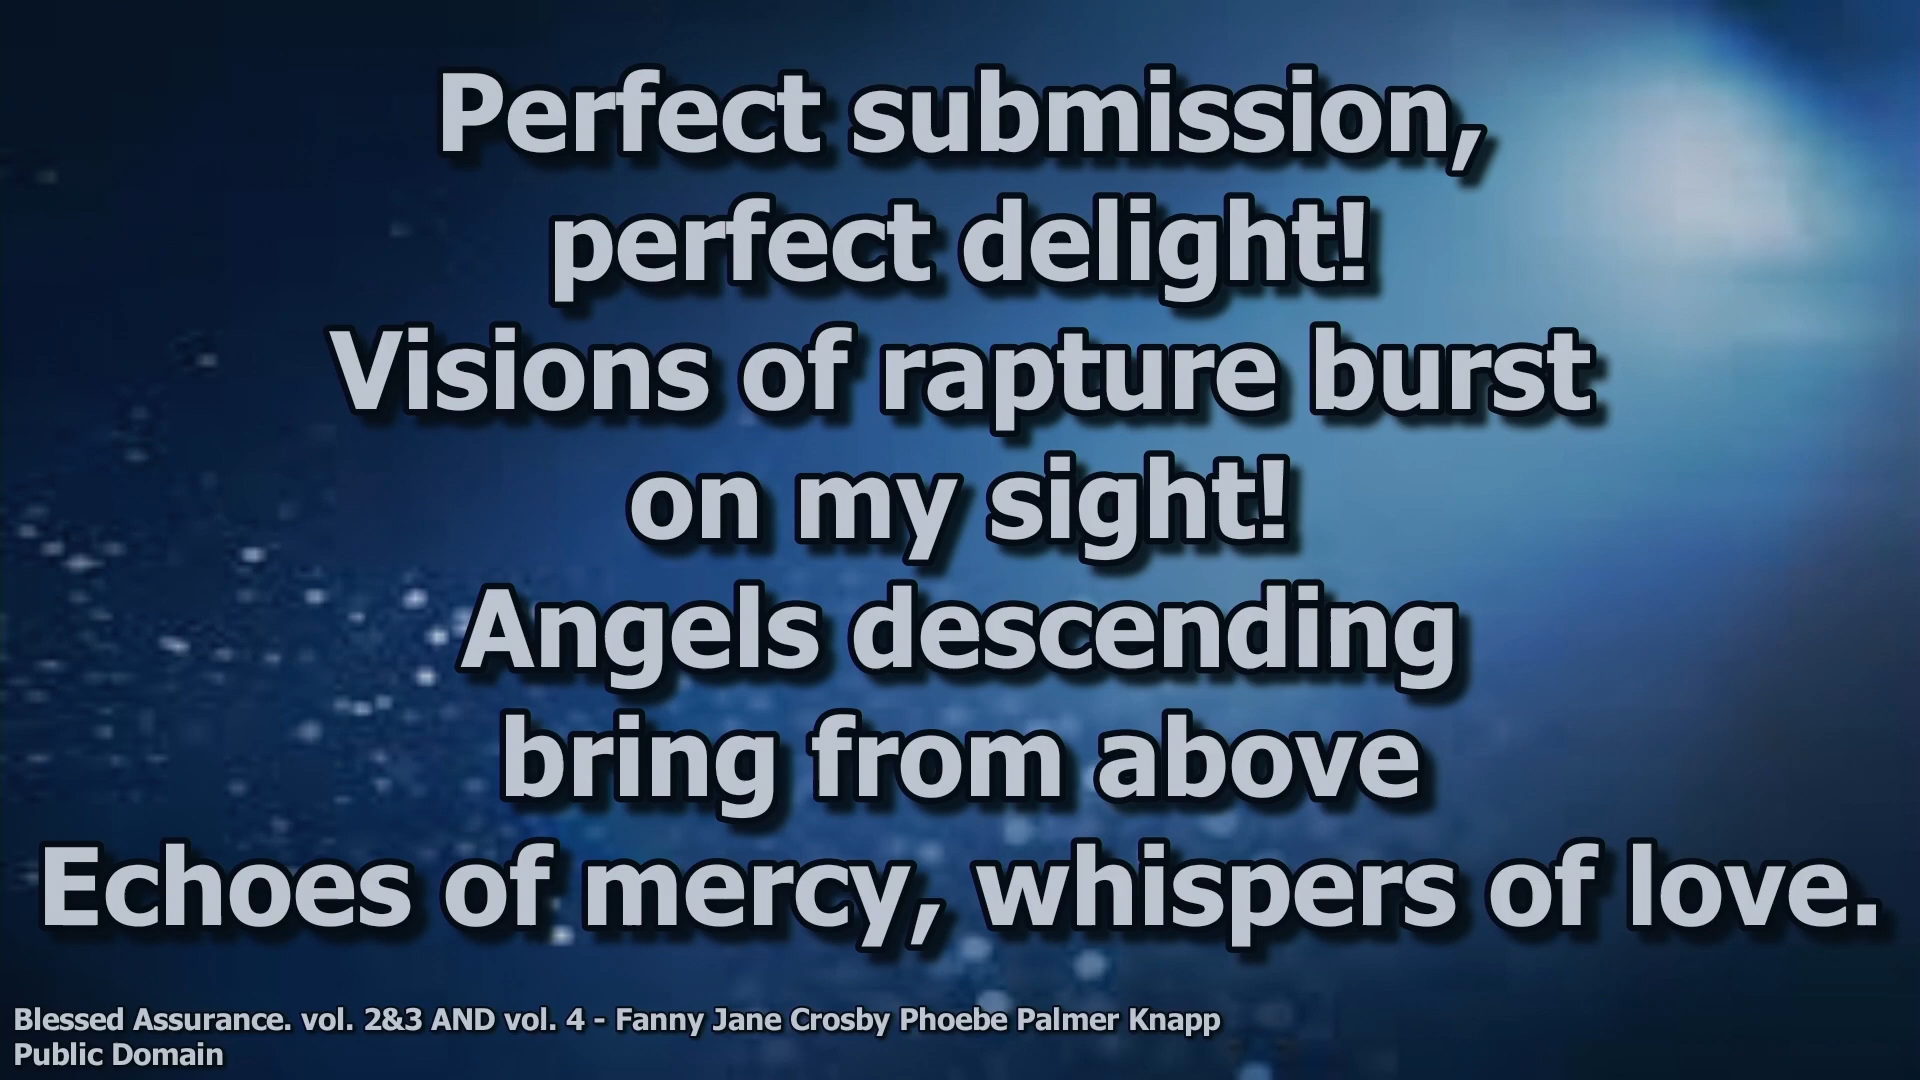 Perfect submission,
perfect delight!
Visions of rapture burst
on my sight!
Angels descending
bring from above
Echoes of mercy, whispers of love.
Blessed Assurance. vol. 2&3 AND vol. 4 - Fanny Jane Crosby Phoebe Palmer Knapp
Public Domain